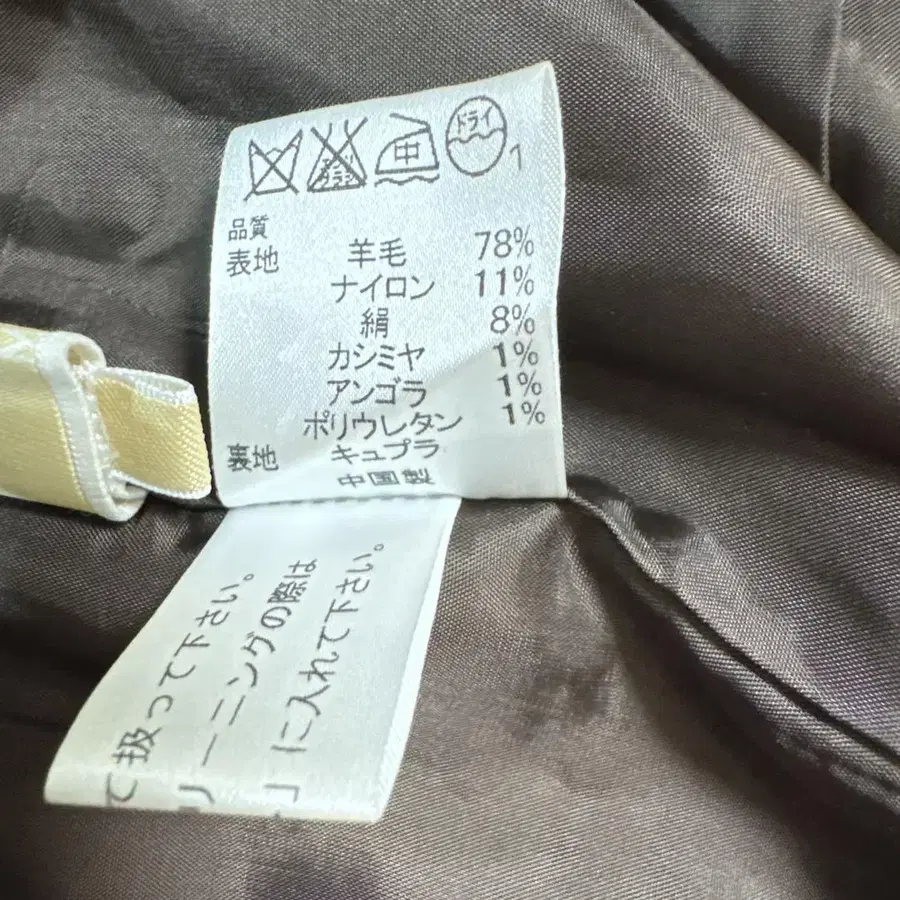 中
ドライ
1
品質
表地 羊毛 78%
ナイロン 11%
絹 8%
カシミヤ 1%
アンゴラ 1%
ポリウレタン 1%
裏地 キュプラ
中国製
て扱って下さい。
リーニングの際は
」に入れて下さい。